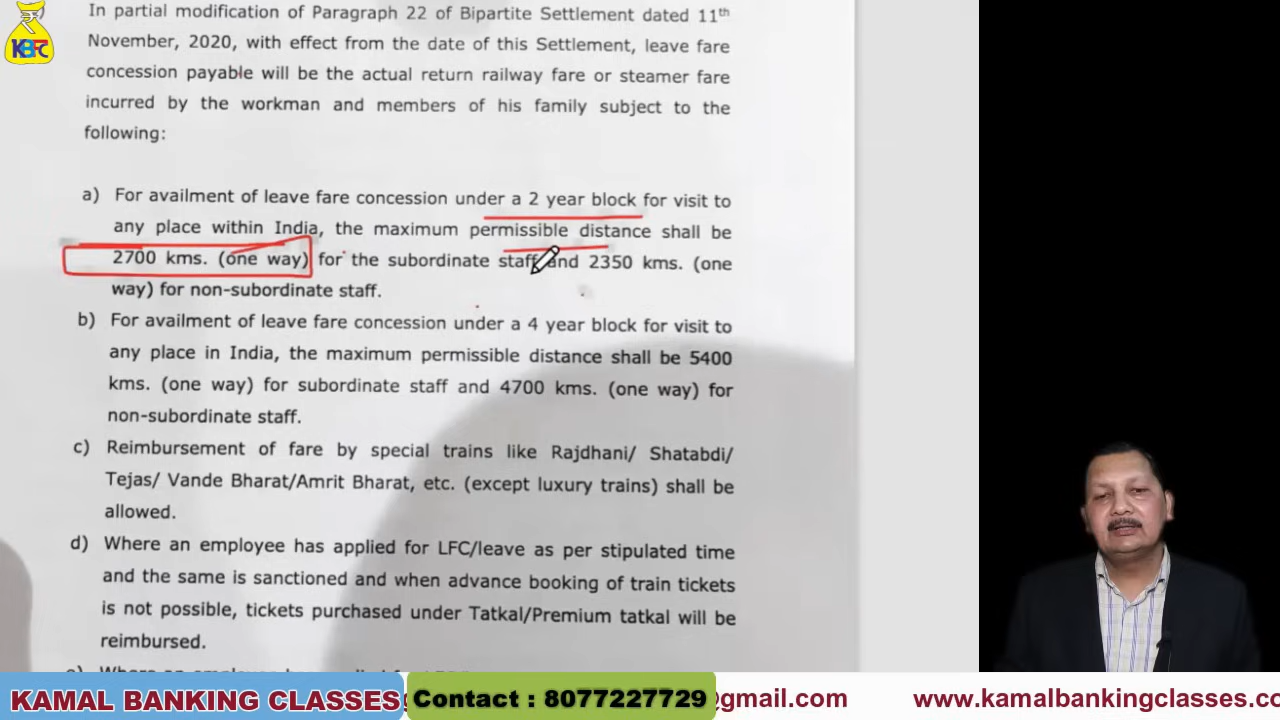 KBFC
In partial modification of Paragraph 22 of Bipartite Settlement dated 11th
November, 2020, with effect from the date of this Settlement, leave fare
concession payable will be the actual return railway fare or steamer fare
incurred by the workman and members of his family subject to the
following:
a) For availment of leave fare concession under a 2 year block for visit to
any place within India, the maximum permissible distance shall be
2700 kms. (one way) for the subordinate staff and 2350 kms. (one
way) for non-subordinate staff.
b) For availment of leave fare concession under a 4 year block for visit to
any place in India, the maximum permissible distance shall be 5400
kms. (one way) for subordinate staff and 4700 kms. (one way) for
non-subordinate staff.
c) Reimbursement of fare by special trains like Rajdhani/ Shatabdi/
Tejas/ Vande Bharat/Amrit Bharat, etc. (except luxury trains) shall be
allowed.
d) Where an employee has applied for LFC/leave as per stipulated time
and the same is sanctioned and when advance booking of train tickets
is not possible, tickets purchased under Tatkal/Premium tatkal will be
reimbursed.
KAMAL BANKING CLASSES Contact : 8077227729 @gmail.com www.kamalbankingclasses.co